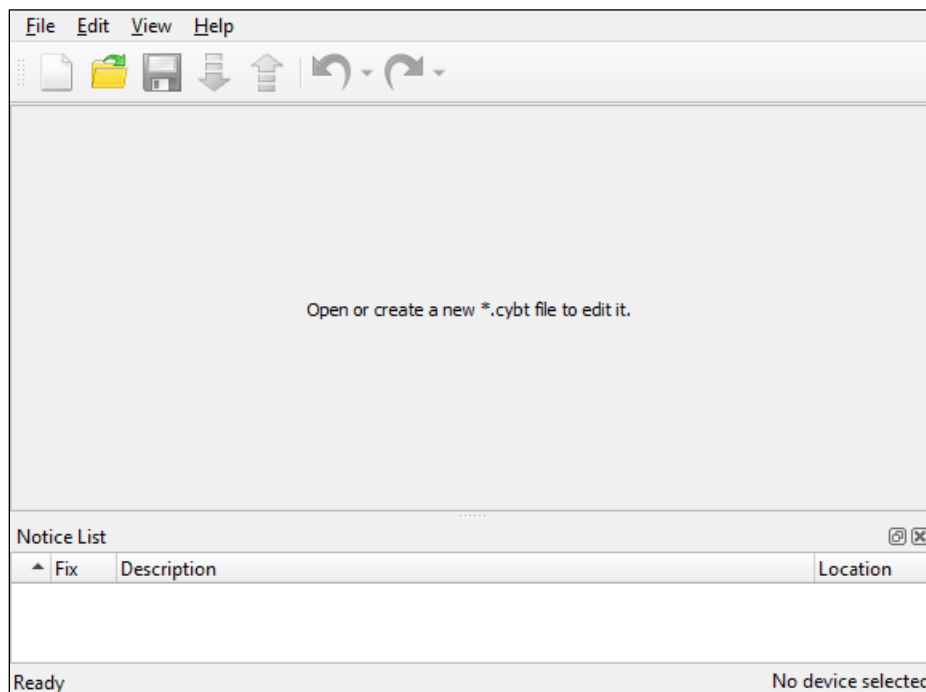 File Edit View Help
Open or create a new *.cybt file to edit it.
Notice List
Fix Description Location
Ready No device selected